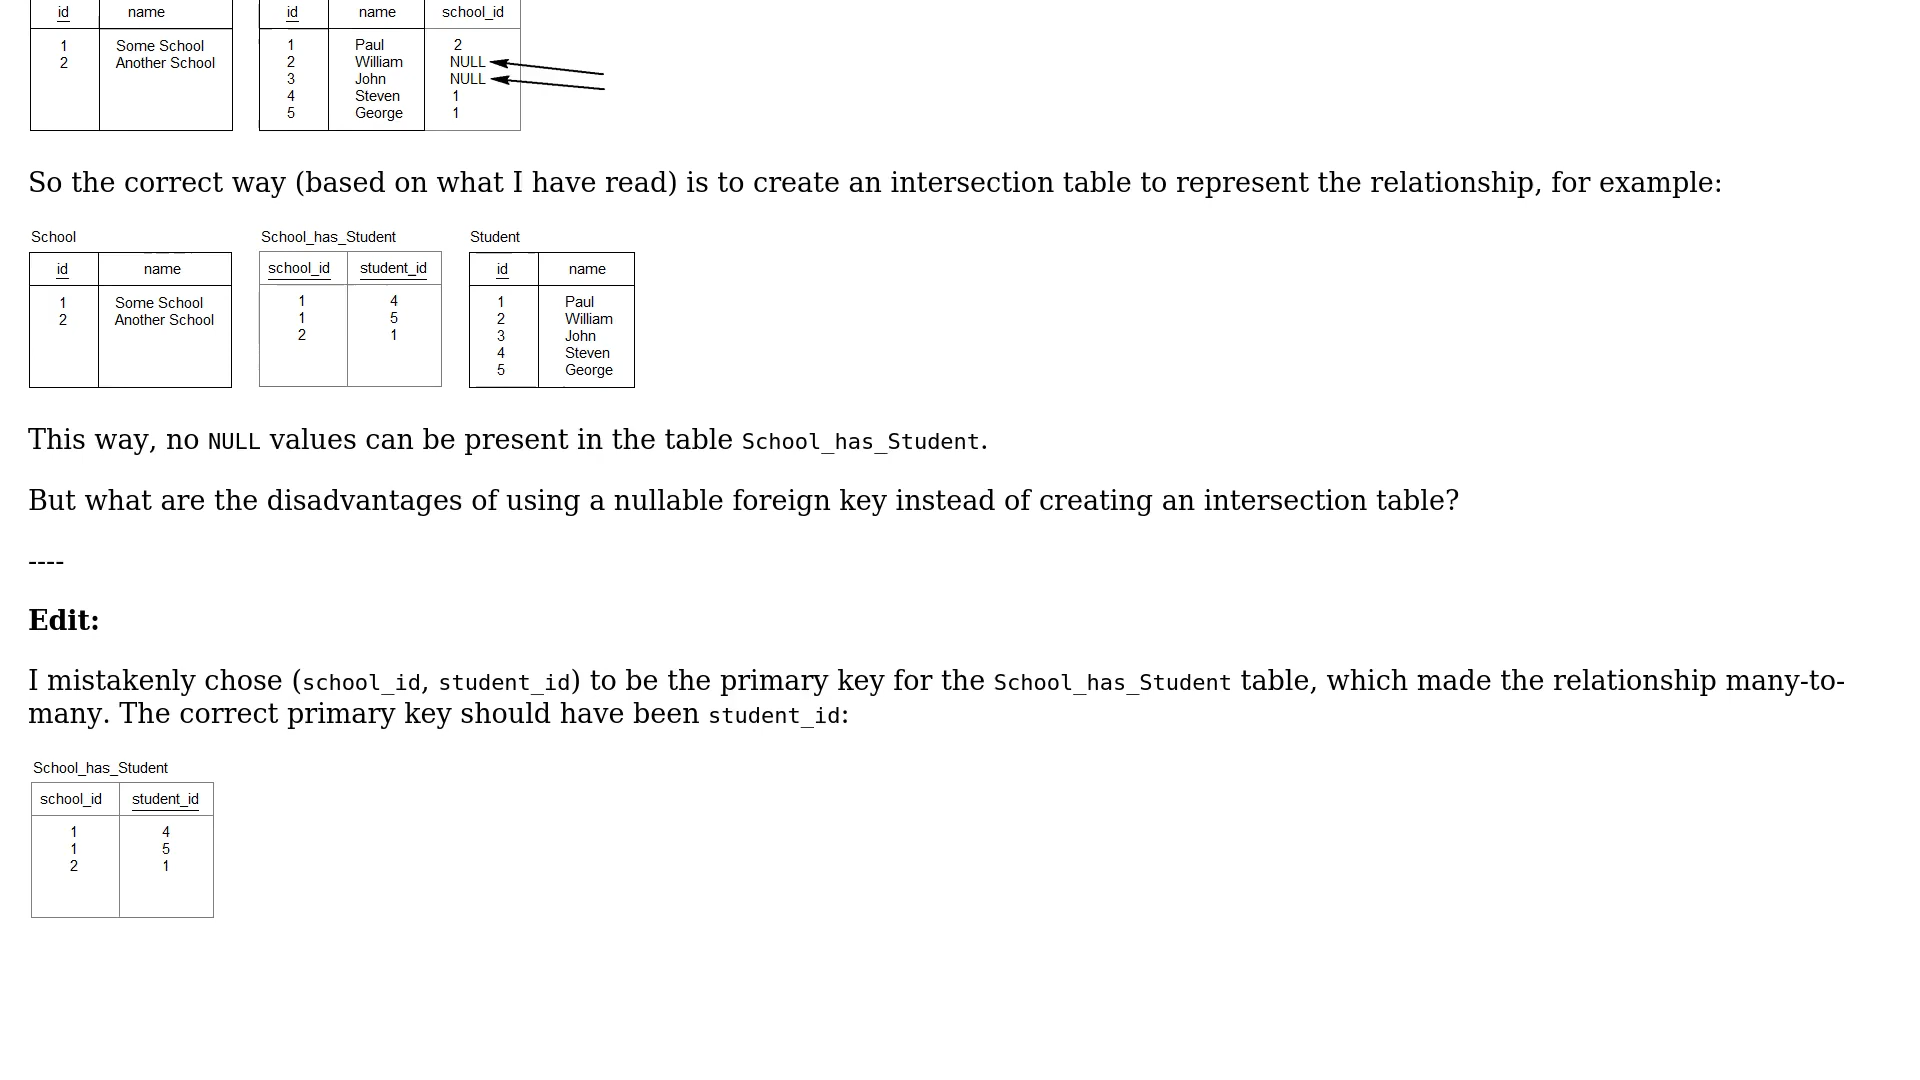 id name id name school_id
1 Some School 1 Paul 2
2 Another School 2 William NULL
3 John NULL
4 Steven 1
5 George 1
So the correct way (based on what I have read) is to create an intersection table to represent the relationship, for example:
School School_has_Student Student
id name school_id student_id id name
1 Some School 1 4 1 Paul
2 Another School 1 5 2 William
2 1 3 John
4 Steven
5 George
This way, no NULL values can be present in the table School_has_Student.
But what are the disadvantages of using a nullable foreign key instead of creating an intersection table?
----
Edit:
I mistakenly chose (school_id, student_id) to be the primary key for the School_has_Student table, which made the relationship many-to-
many. The correct primary key should have been student_id:
School_has_Student
school_id student_id
1 4
1 5
2 1